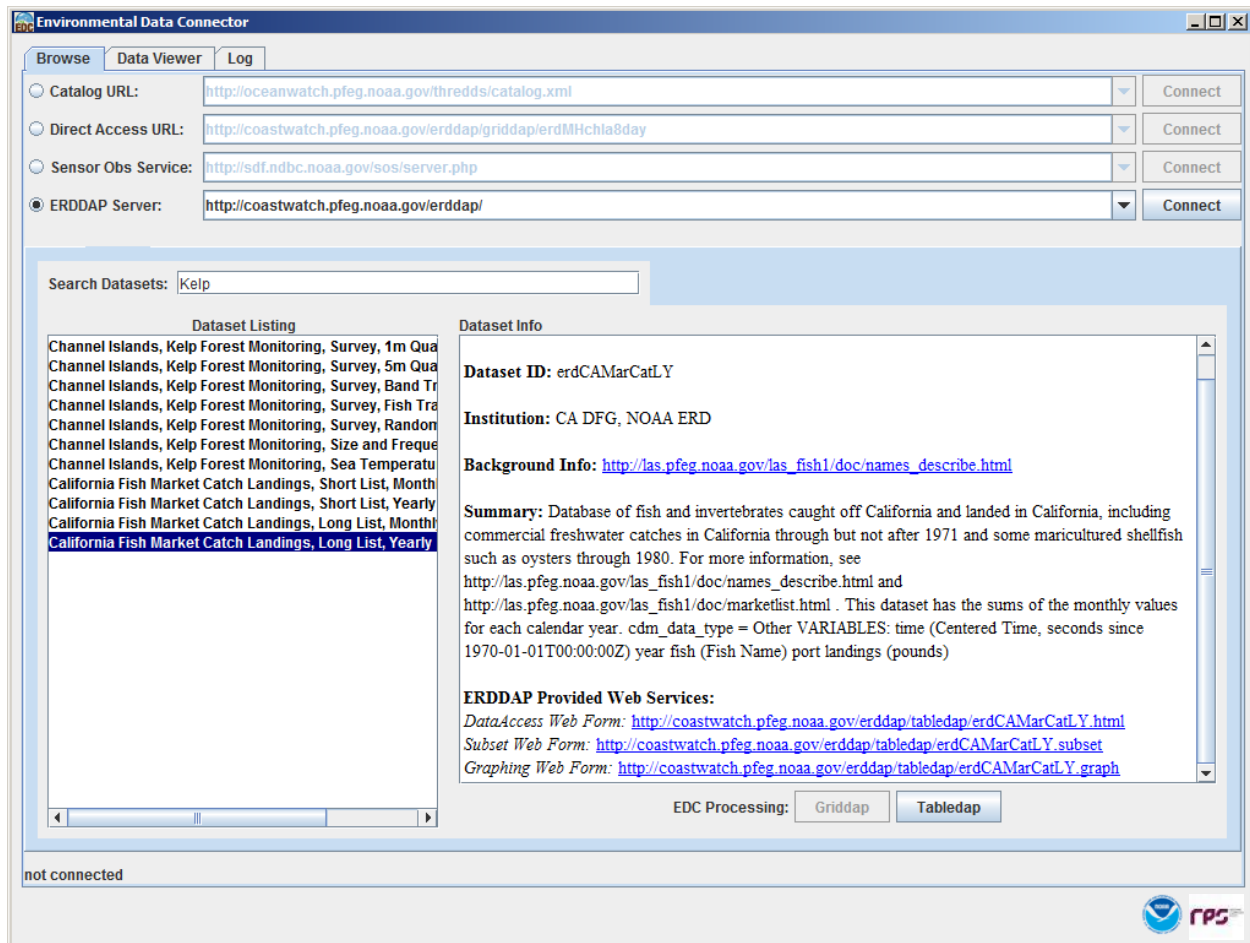 Environmental Data Connector
Browse
Data Viewer
Log
Catalog URL:
http://oceanwatch.pfeg.noaa.gov/thredds/catalog.xml
Connect
Direct Access URL:
http://coastwatch.pfeg.noaa.gov/erddap/griddap/erdMHchla8day
Connect
Sensor Obs Service:
http://sdf.ndbc.noaa.gov/sos/server.php
Connect
ERDDAP Server:
http://coastwatch.pfeg.noaa.gov/erddap/
Connect
Search Datasets: Kelp
Dataset Listing
Channel Islands, Kelp Forest Monitoring, Survey, 1m Qua
Channel Islands, Kelp Forest Monitoring, Survey, 5m Qua
Channel Islands, Kelp Forest Monitoring, Survey, Band Tr
Channel Islands, Kelp Forest Monitoring, Survey, Fish Tra
Channel Islands, Kelp Forest Monitoring, Survey, Random
Channel Islands, Kelp Forest Monitoring, Size and Freque
Channel Islands, Kelp Forest Monitoring, Sea Temperatu
California Fish Market Catch Landings, Short List, Monthl
California Fish Market Catch Landings, Short List, Yearly
California Fish Market Catch Landings, Long List, Monthl
California Fish Market Catch Landings, Long List, Yearly
Dataset Info
Dataset ID: erdCAMarCatLY
Institution: CA DFG, NOAA ERD
Background Info: http://las.pfeg.noaa.gov/las_fish1/doc/names_describe.html
Summary: Database of fish and invertebrates caught off California and landed in California, including
commercial freshwater catches in California through but not after 1971 and some maricultured shellfish
such as oysters through 1980. For more information, see
http://las.pfeg.noaa.gov/las_fish1/doc/names_describe.html and
http://las.pfeg.noaa.gov/las_fish1/doc/marketlist.html . This dataset has the sums of the monthly values
for each calendar year. cdm_data_type = Other VARIABLES: time (Centered Time, seconds since
1970-01-01T00:00:00Z) year fish (Fish Name) port landings (pounds)
ERDDAP Provided Web Services:
DataAccess Web Form: http://coastwatch.pfeg.noaa.gov/erddap/tabledap/erdCAMarCatLY.html
Subset Web Form: http://coastwatch.pfeg.noaa.gov/erddap/tabledap/erdCAMarCatLY.subset
Graphing Web Form: http://coastwatch.pfeg.noaa.gov/erddap/tabledap/erdCAMarCatLY.graph
EDC Processing:
Griddap
Tabledap
not connected
rps